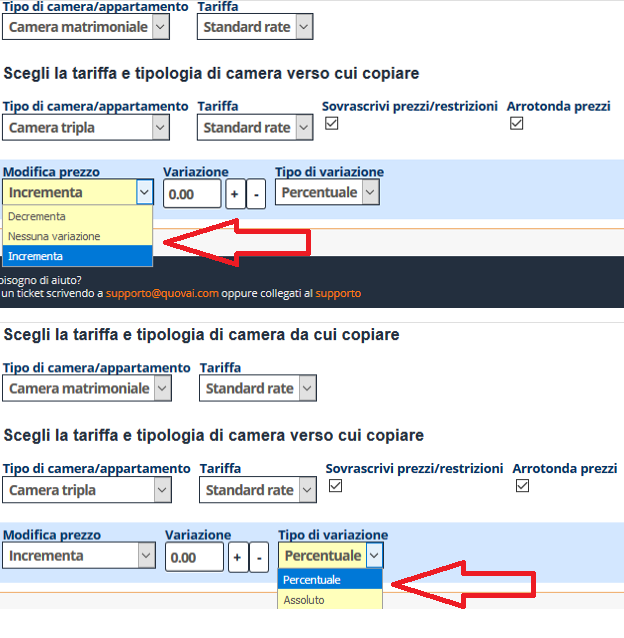 Tipo di camera/appartamento Tariffa
Camera matrimoniale Standard rate
Scegli la tariffa e tipologia di camera verso cui copiare
Tipo di camera/appartamento Tariffa Sovrascrivi prezzi/restrizioni Arrotonda prezzi
Camera tripla Standard rate
Modifica prezzo Variazione Tipo di variazione
Incrementa 0.00 + - Percentuale
Decrementa
Nessuna variazione
Incrementa
bisogno di aiuto?
un ticket scrivendo a supporto@quovai.com oppure collegati al supporto
Scegli la tariffa e tipologia di camera da cui copiare
Tipo di camera/appartamento Tariffa
Camera matrimoniale Standard rate
Scegli la tariffa e tipologia di camera verso cui copiare
Tipo di camera/appartamento Tariffa Sovrascrivi prezzi/restrizioni Arrotonda prezzi
Camera tripla Standard rate
Modifica prezzo Variazione Tipo di variazione
Incrementa 0.00 + - Percentuale
Percentuale
Assoluto